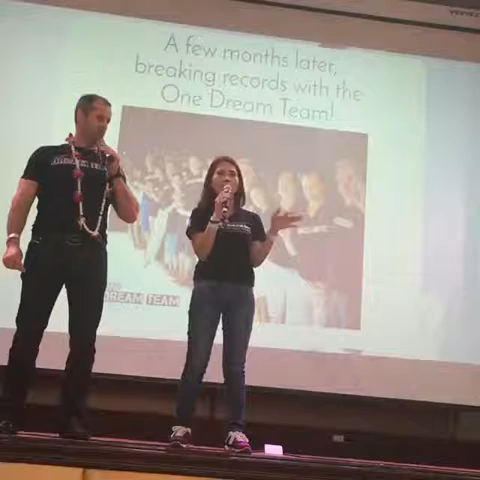 A few months later,
breaking records with the
One Dream Team!
DREAM TEAM